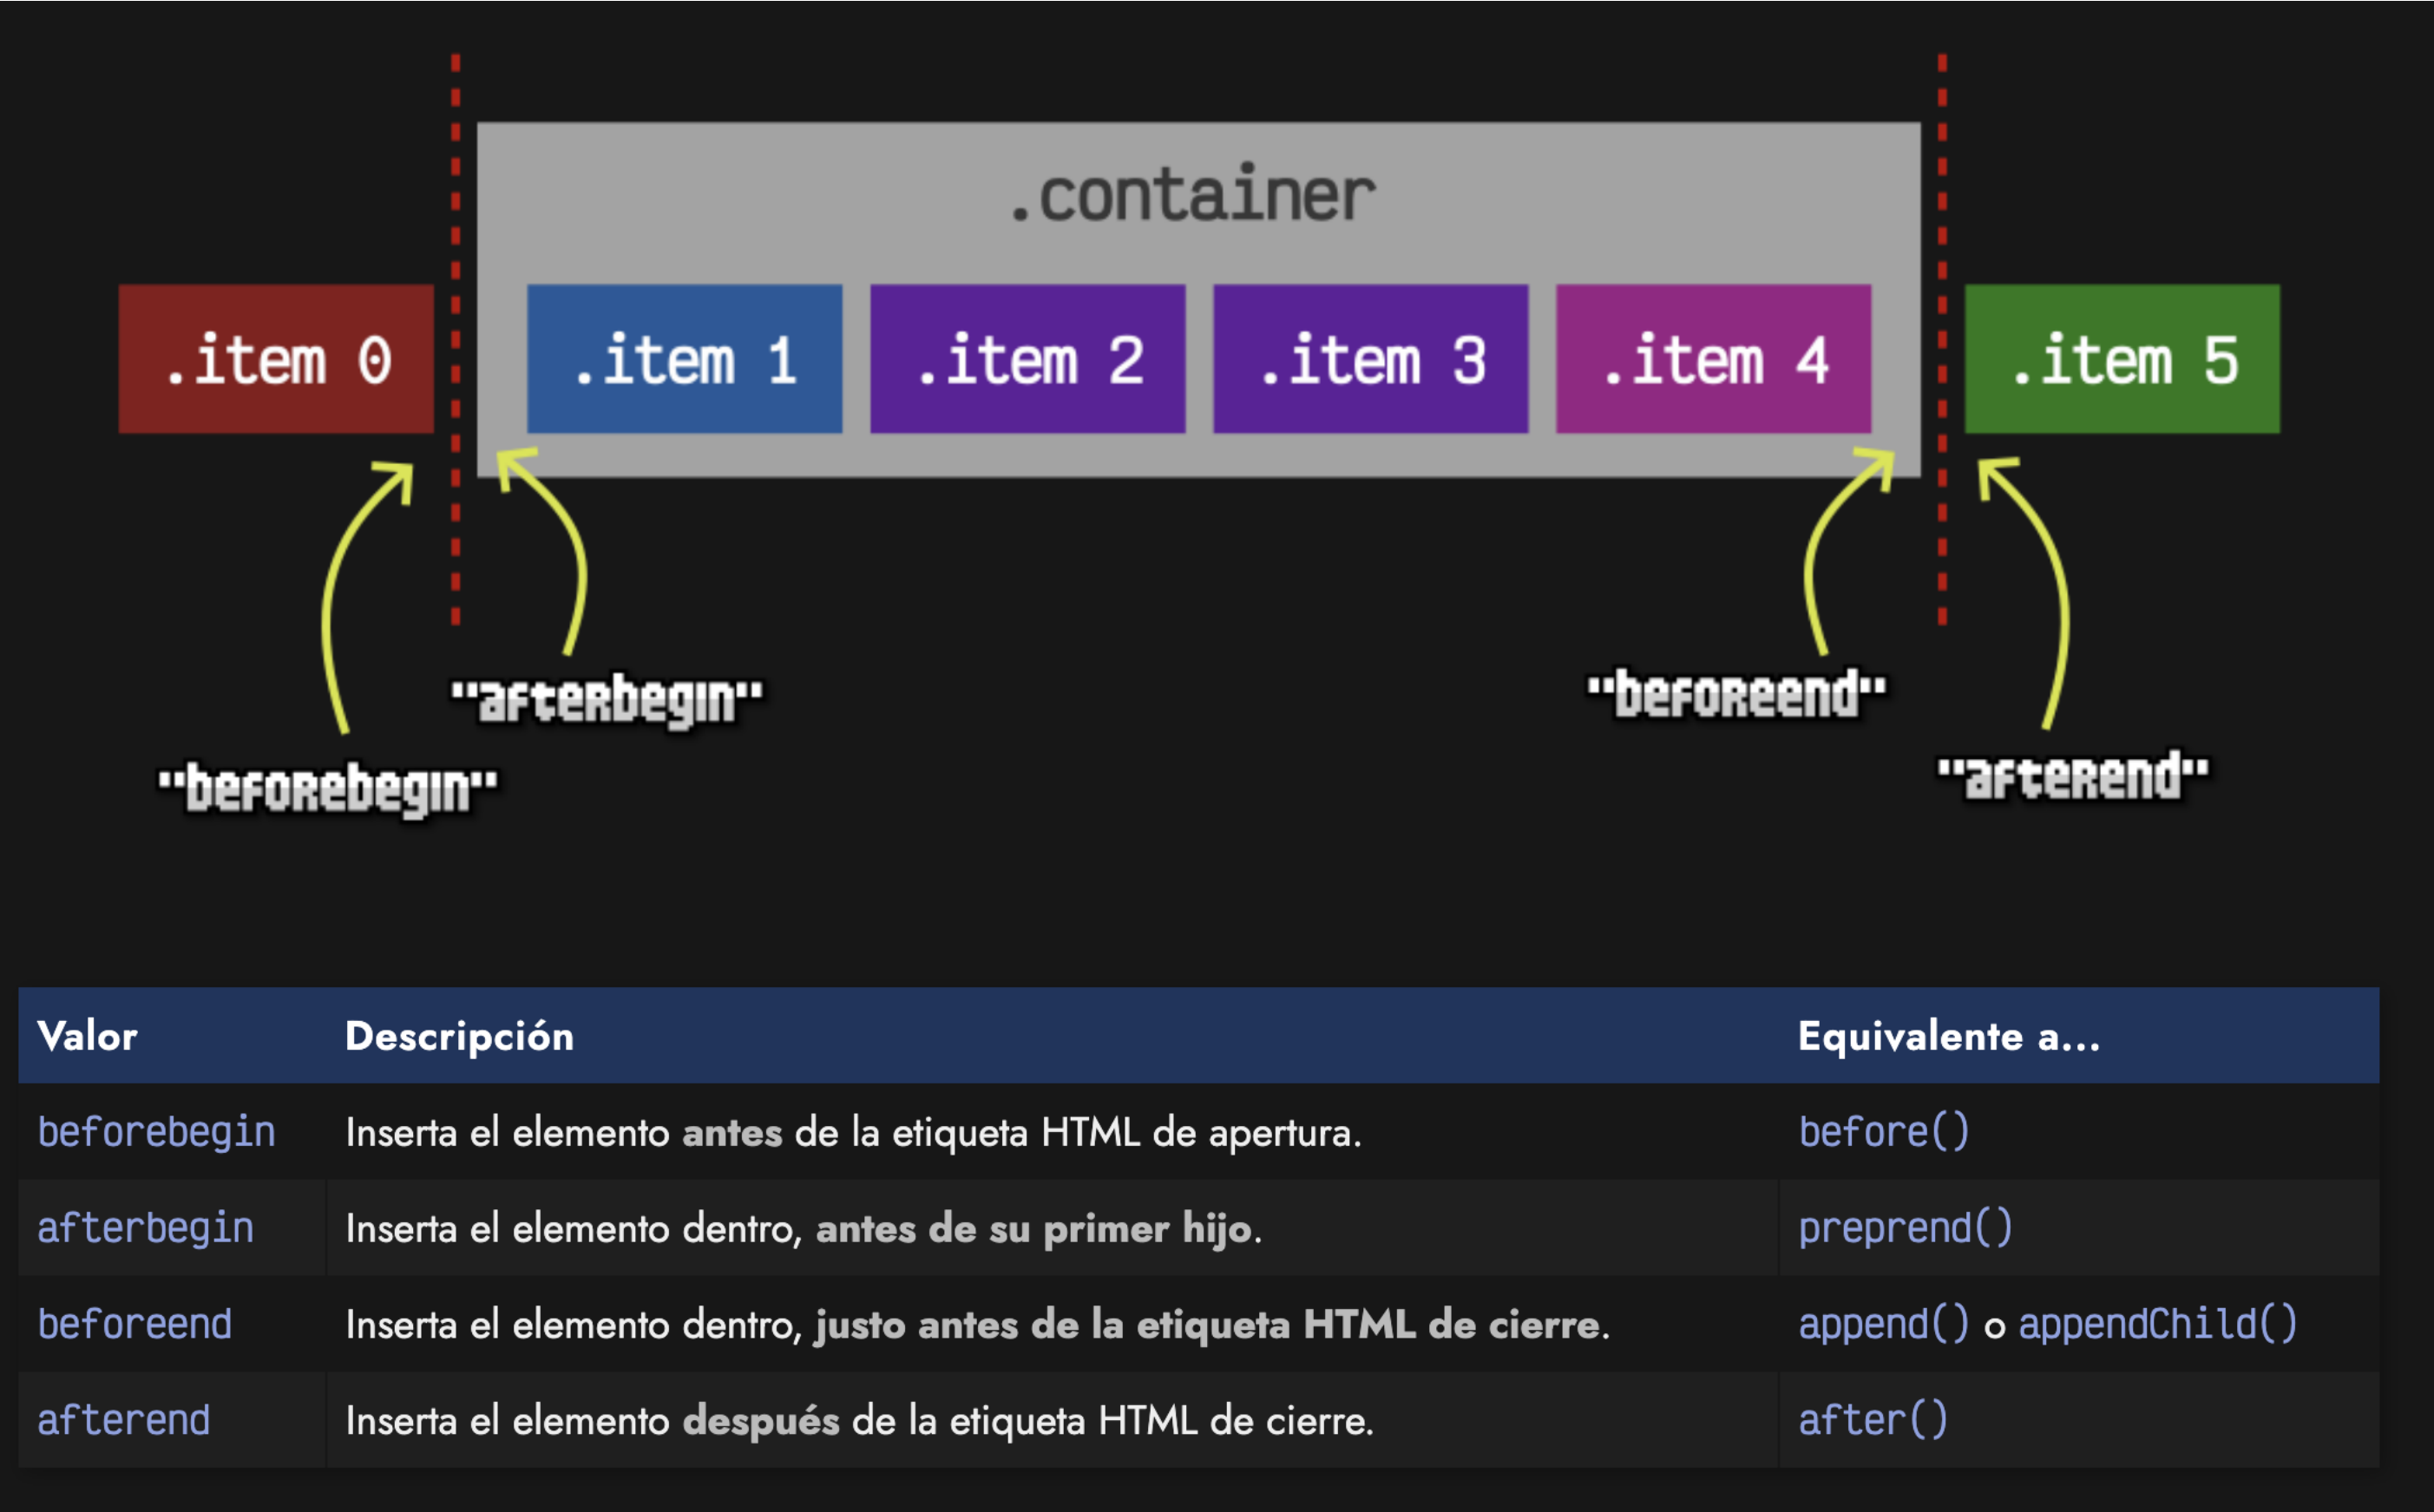 .container
.item 0
.item 1
.item 2
.item 3
.item 4
.item 5
"afterbegin"
"beforeend"
"beforebegin"
"afterend"
Valor Descripción Equivalente a...
beforebegin Inserta el elemento antes de la etiqueta HTML de apertura. before()
afterbegin Inserta el elemento dentro, antes de su primer hijo. preprend()
beforeend Inserta el elemento dentro, justo antes de la etiqueta HTML de cierre. append() o appendChild()
afterend Inserta el elemento después de la etiqueta HTML de cierre. after()